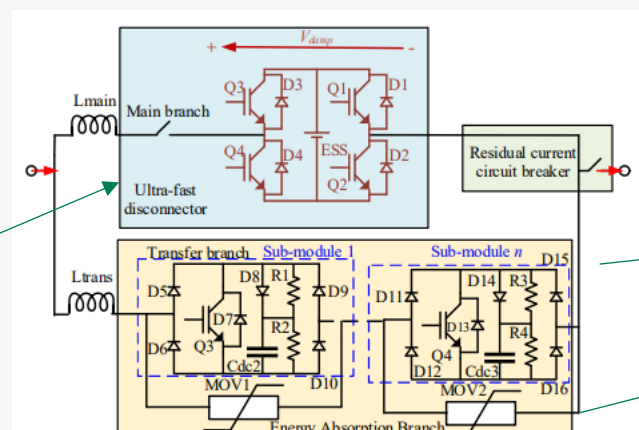 + Vdamp -
Q3 D3 Q1 D1
Lmain
Main branch
Q4 D4 ESS D2
Q2
Ultra-fast
disconnector
Residual current
circuit breaker
Transfer branch Sub-module 1 Sub-module n D15
Ltrans
D5 D8 R1 D9 D11 D14 R3
D7 D13
D6 R2 R4
Q3 Q4
Cdc2 D10 D12 Cdc3 D16
MOV1 MOV2
Energy Absorption Branch